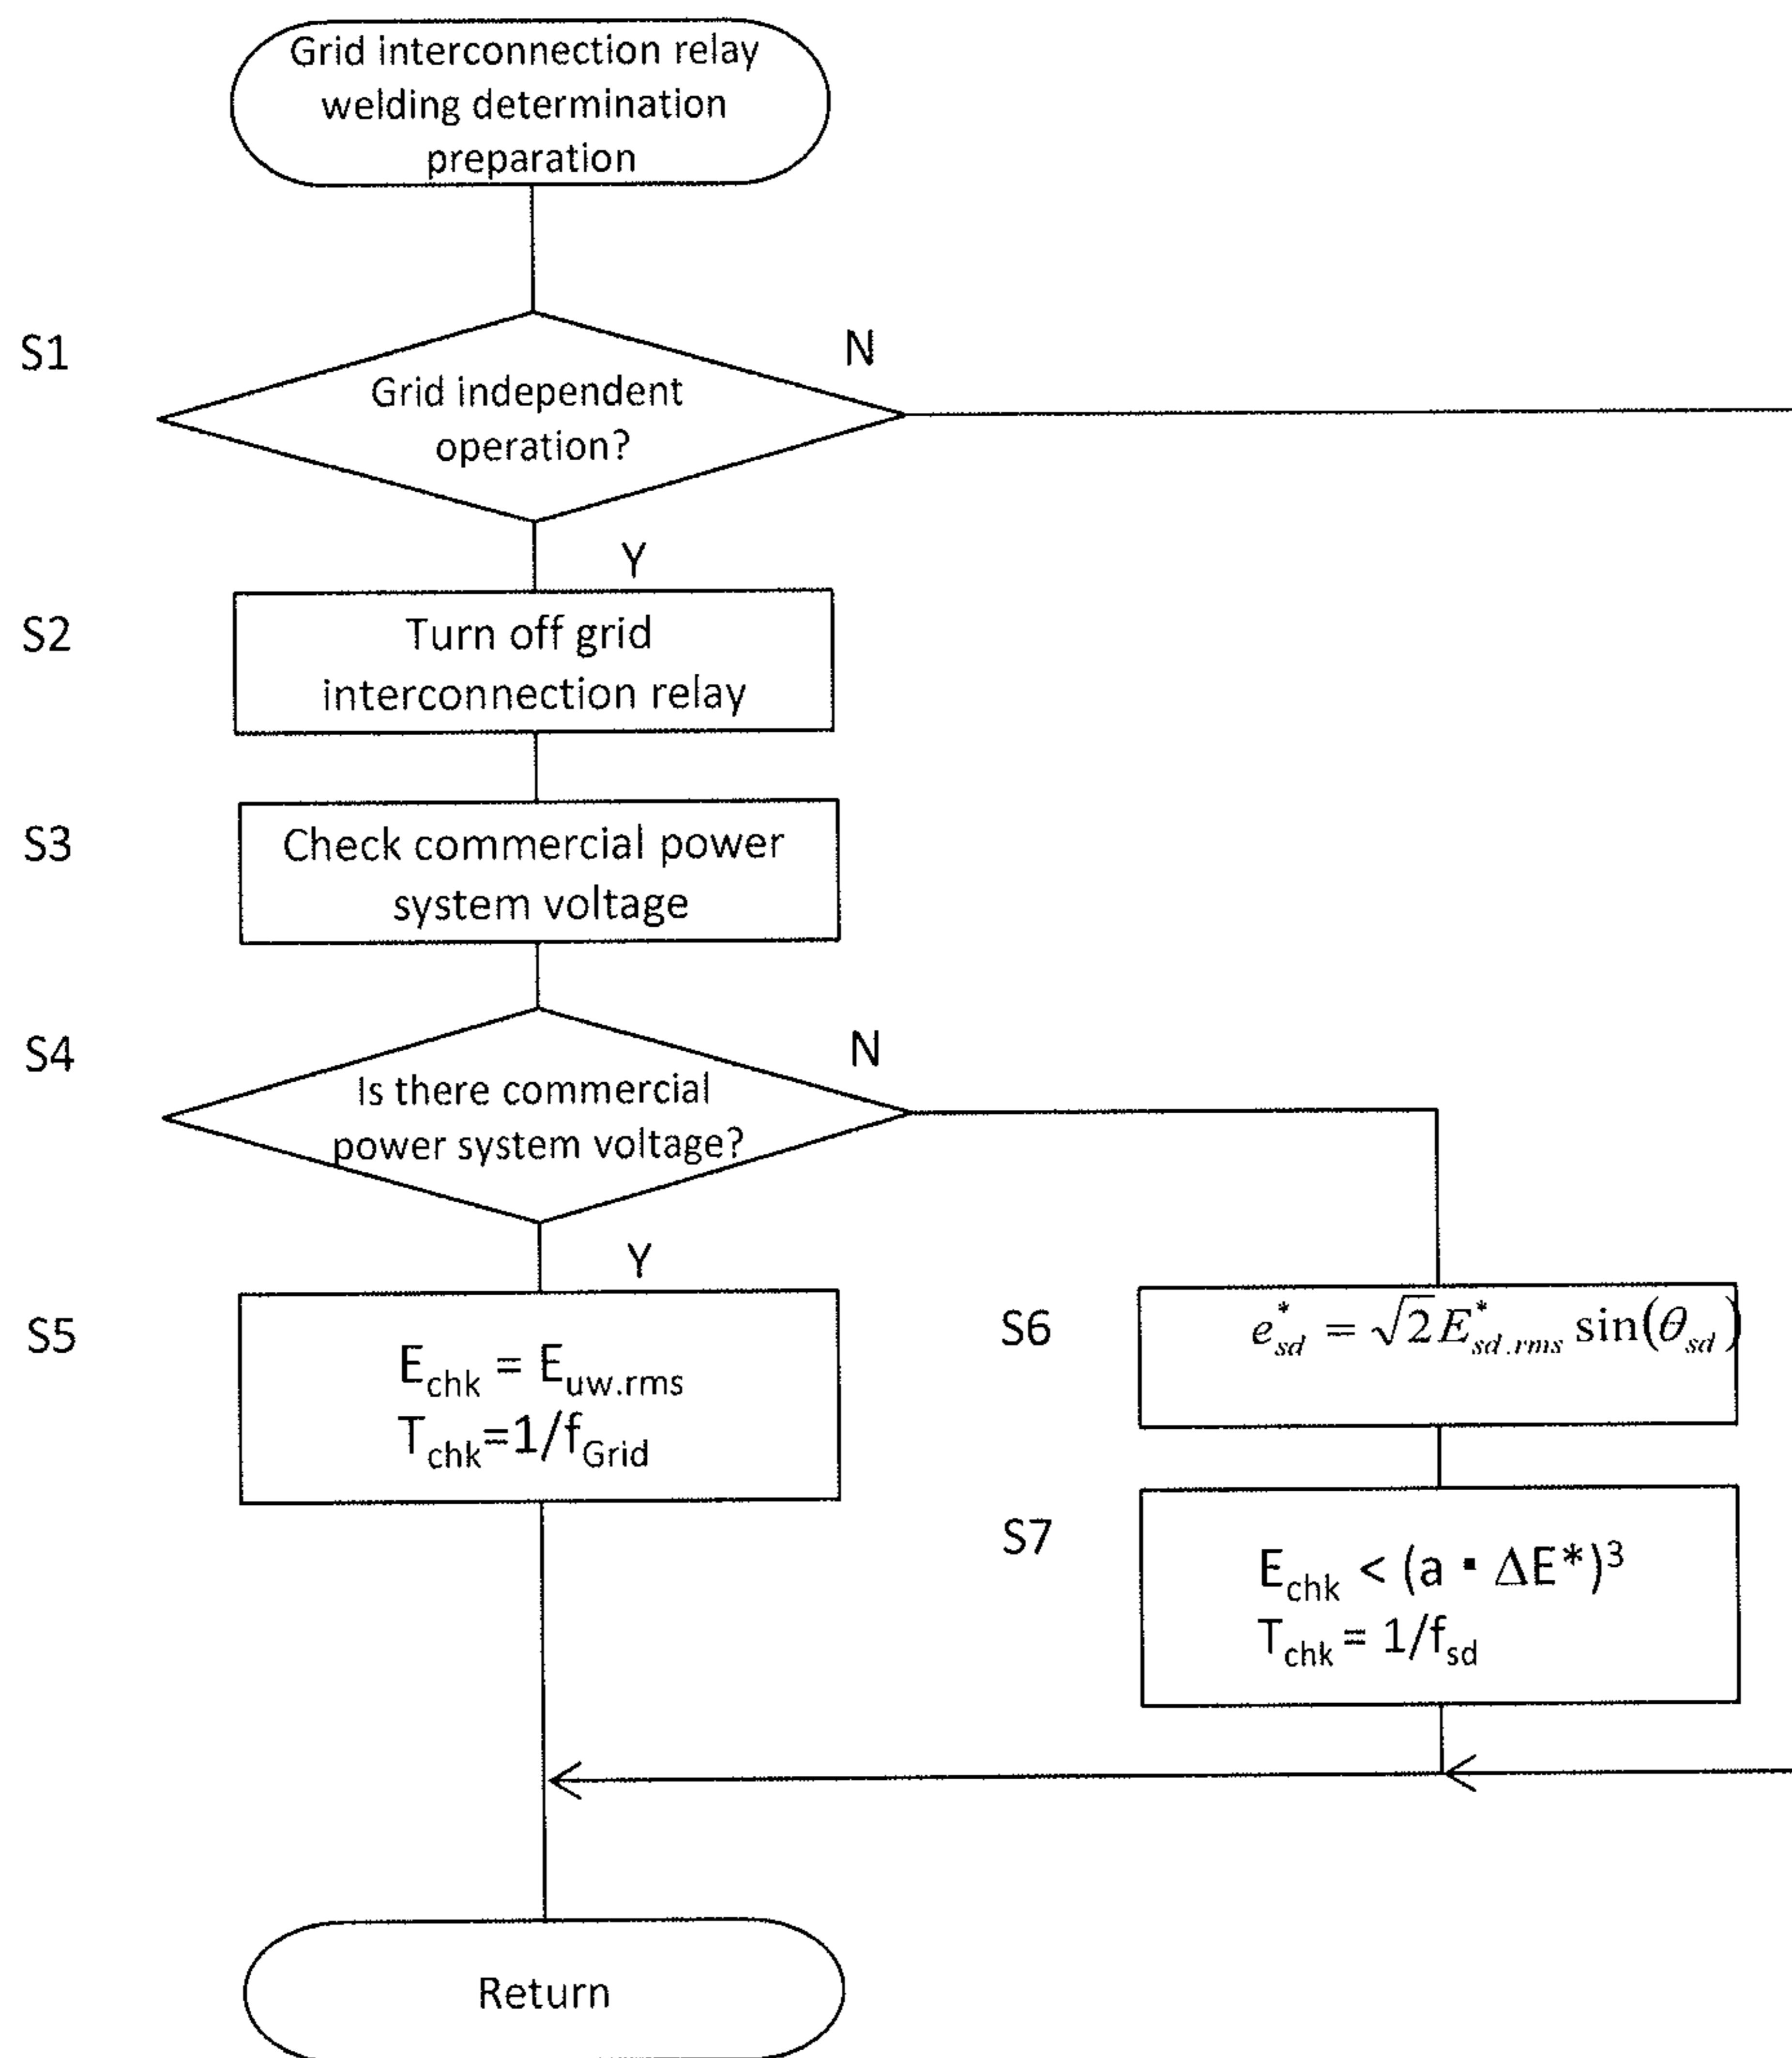 Grid interconnection relay
welding determination
preparation
S1
N
Grid independent
operation?
Y
S2
Turn off grid
interconnection relay
S3
Check commercial power
system voltage
S4
N
Is there commercial
power system voltage?
Y
S5
E_chk = E_uw.rms
T_chk=1/f_Grid
S6
e*_sd = √2 E*_sd.rms sin(θ_sd)
S7
E_chk < (a ▪ ΔE*)³
T_chk = 1/f_sd
Return